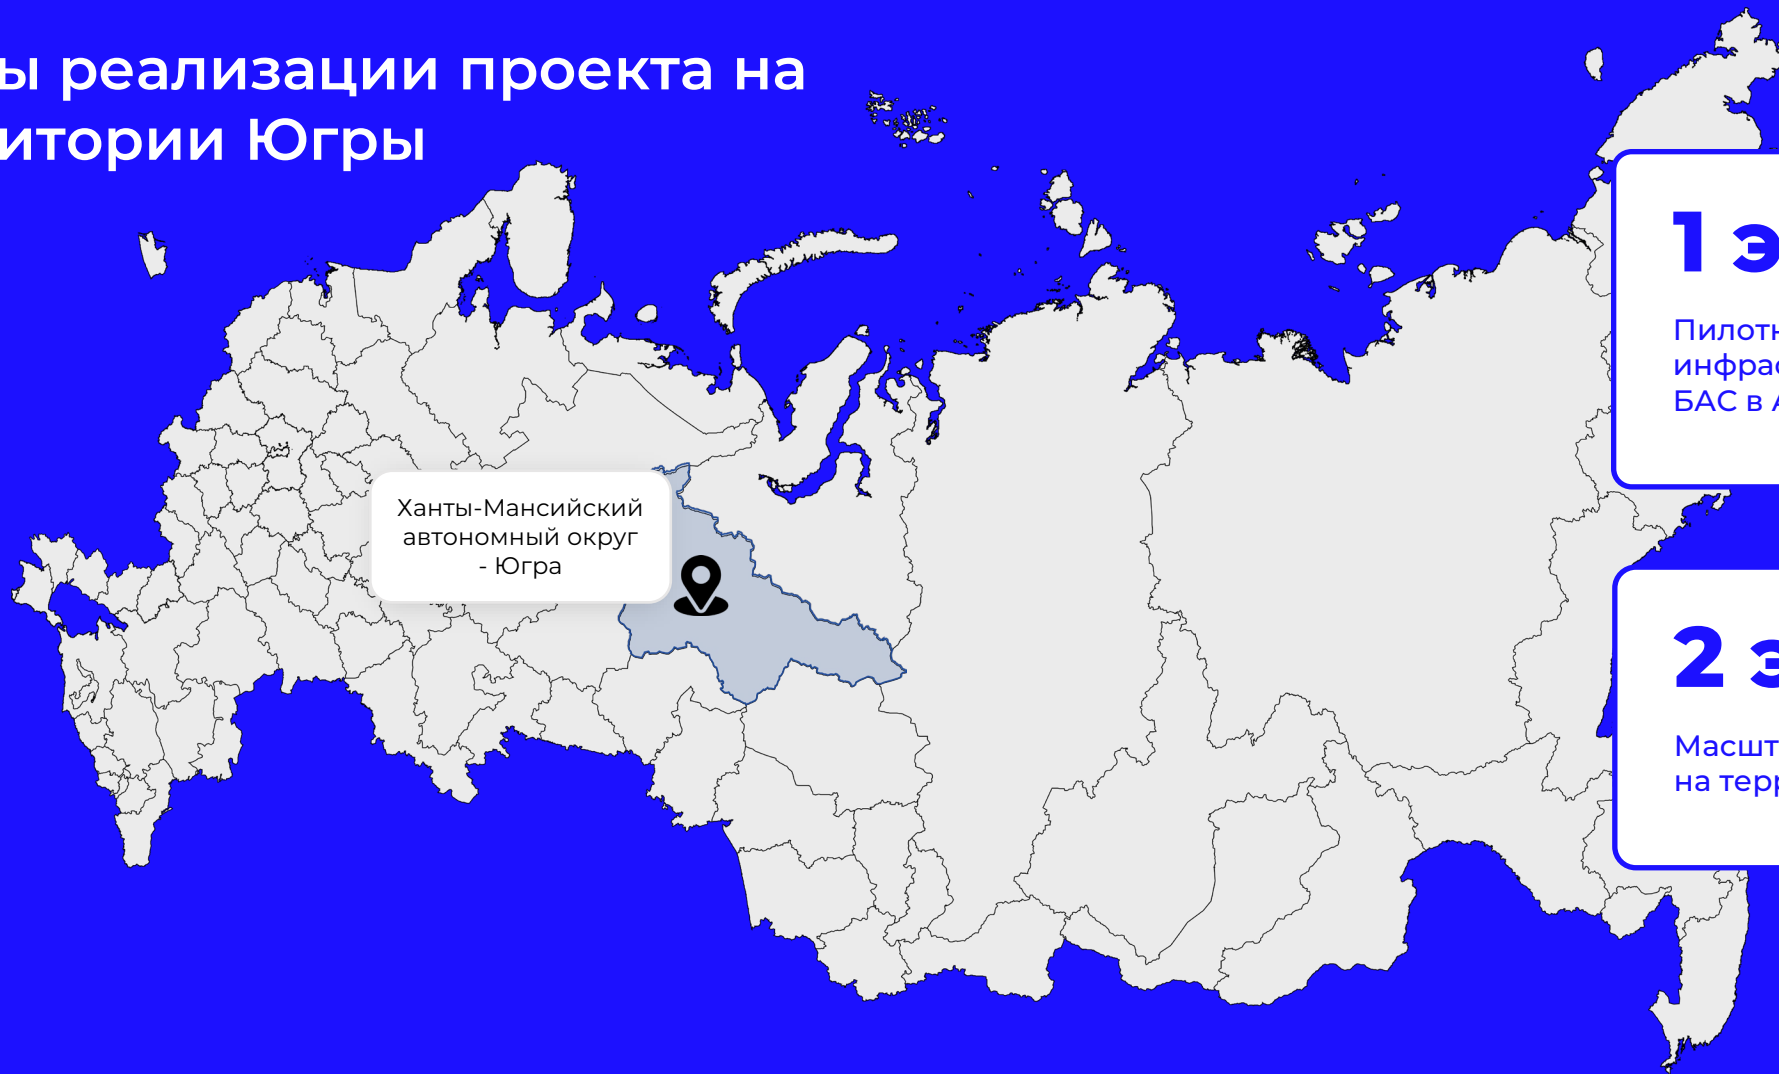 ы реализации проекта на
итории Югры
Ханты-Мансийский
автономный округ
- Югра
1 э
Пилотн
инфрас
БАС в А
2 э
Масшт
на терр